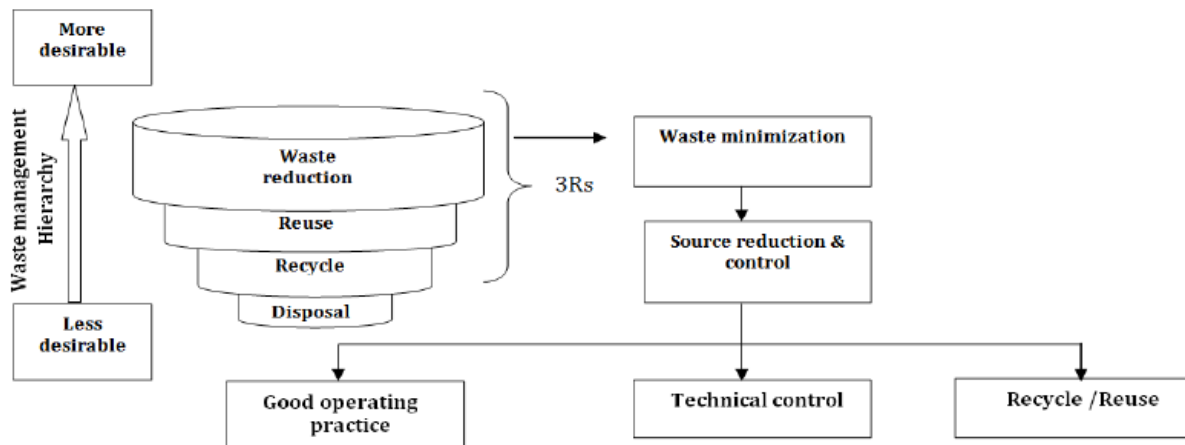 More
desirable
Waste management
Hierarchy
Less
desirable
Waste
reduction
Reuse
Recycle
Disposal
3Rs
Waste minimization
Source reduction &
control
Good operating
practice
Technical control
Recycle /Reuse